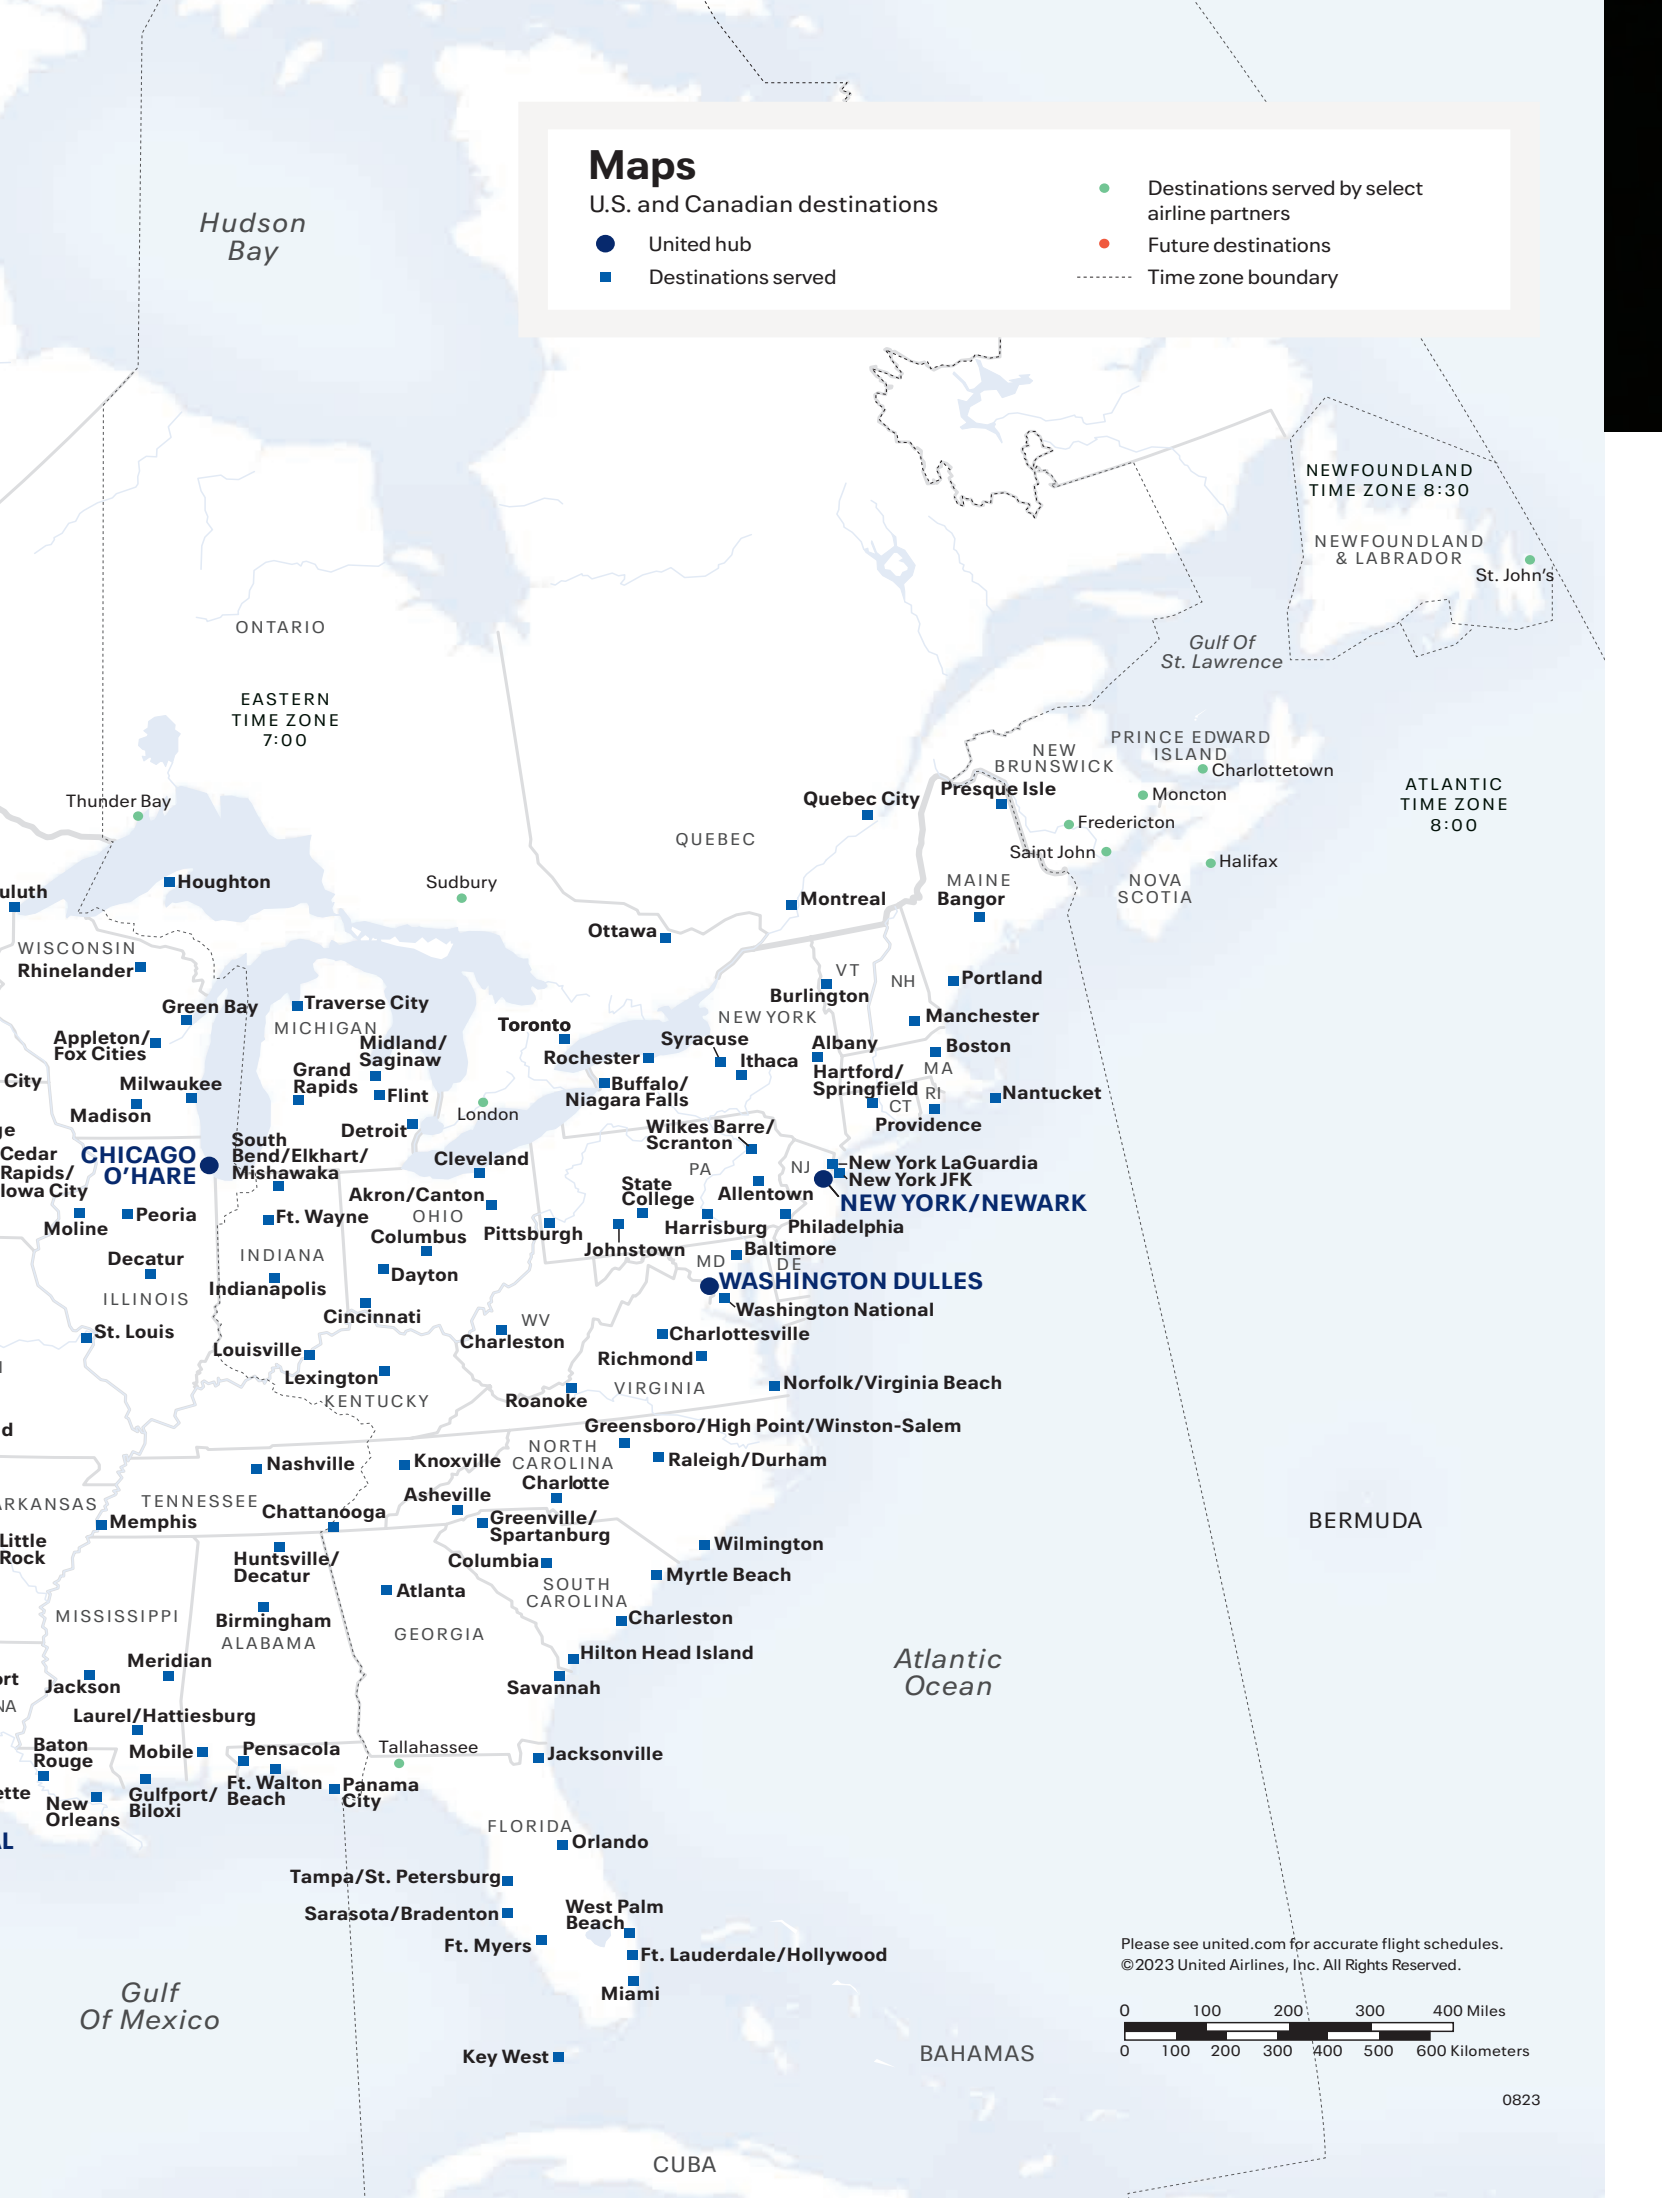 Maps
U.S. and Canadian destinations
United hub
Destinations served
Destinations served by select
airline partners
Future destinations
Time zone boundary
Hudson
Bay
NEWFOUNDLAND
TIME ZONE 8:30
NEWFOUNDLAND
& LABRADOR
St. John's
Gulf Of
St. Lawrence
ONTARIO
EASTERN
TIME ZONE
7:00
PRINCE EDWARD
ISLAND
Charlottetown
NEW
BRUNSWICK
Moncton
Presque Isle
Fredericton
Saint John
Halifax
NOVA
SCOTIA
ATLANTIC
TIME ZONE
8:00
Thunder Bay
Quebec City
QUEBEC
Houghton
Sudbury
uluth
MAINE
Bangor
Montreal
Ottawa
WISCONSIN
Rhinelander
VT
NH
Portland
Burlington
Green Bay
Traverse City
MICHIGAN
NEW YORK
Manchester
Toronto
Appleton/
Fox Cities
Midland/
Saginaw
Syracuse
Rochester
Ithaca
Albany
Boston
MA
City
Milwaukee
Grand
Rapids
Flint
Buffalo/
Niagara Falls
Hartford/
Springfield
RI
CT
Nantucket
Madison
London
Providence
ge
Detroit
Wilkes Barre/
Scranton
Cedar
Rapids/
Iowa City
CHICAGO
O'HARE
South
Bend/Elkhart/
Mishawaka
Cleveland
PA
NJ
New York LaGuardia
New York JFK
NEW YORK/NEWARK
State
College
Allentown
Akron/Canton
Moline
Peoria
Ft. Wayne
OHIO
Columbus
Pittsburgh
Johnstown
Harrisburg
Philadelphia
Decatur
INDIANA
Dayton
MD
Baltimore
DE
Indianapolis
WASHINGTON DULLES
Washington National
ILLINOIS
Cincinnati
WV
Charleston
St. Louis
Charlottesville
Louisville
Richmond
Lexington
KENTUCKY
Roanoke
VIRGINIA
Norfolk/Virginia Beach
d
Greensboro/High Point/Winston-Salem
NORTH
CAROLINA
Nashville
Knoxville
Raleigh/Durham
Charlotte
Asheville
ARKANSAS
TENNESSEE
Memphis
Chattanooga
Greenville/
Spartanburg
BERMUDA
Little
Rock
Huntsville/
Decatur
Columbia
Wilmington
Atlanta
SOUTH
CAROLINA
Myrtle Beach
MISSISSIPPI
Birmingham
ALABAMA
GEORGIA
Charleston
Meridian
Hilton Head Island
Atlantic
Ocean
ort
Jackson
Savannah
NA
Laurel/Hattiesburg
Baton
Rouge
Mobile
Pensacola
Tallahassee
Jacksonville
ette
New
Orleans
Gulfport/
Biloxi
Ft. Walton
Beach
Panama
City
AL
FLORIDA
Orlando
Tampa/St. Petersburg
Sarasota/Bradenton
West Palm
Beach
Ft. Myers
Ft. Lauderdale/Hollywood
Miami
Gulf
Of Mexico
Key West
BAHAMAS
CUBA
Please see united.com for accurate flight schedules.
©2023 United Airlines, Inc. All Rights Reserved.
0 100 200 300 400 Miles
0 100 200 300 400 500 600 Kilometers
0823